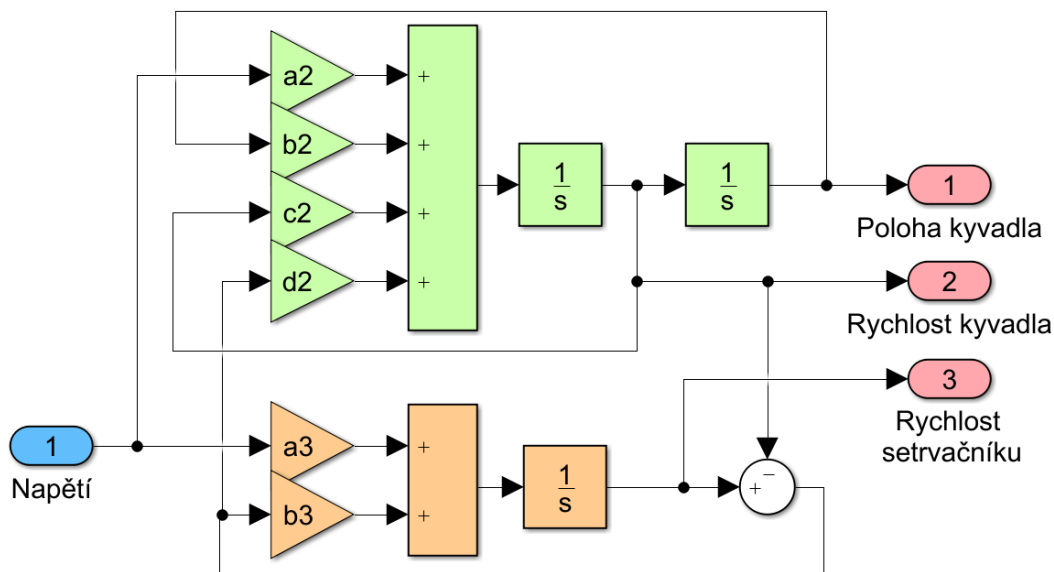 a2
+
b2
+
c2
+
d2
+
1
s
1
s
1
Poloha kyvadla
2
Rychlost kyvadla
3
Rychlost
setrvačníku
1
Napětí
a3
+
b3
+
1
s
+ −